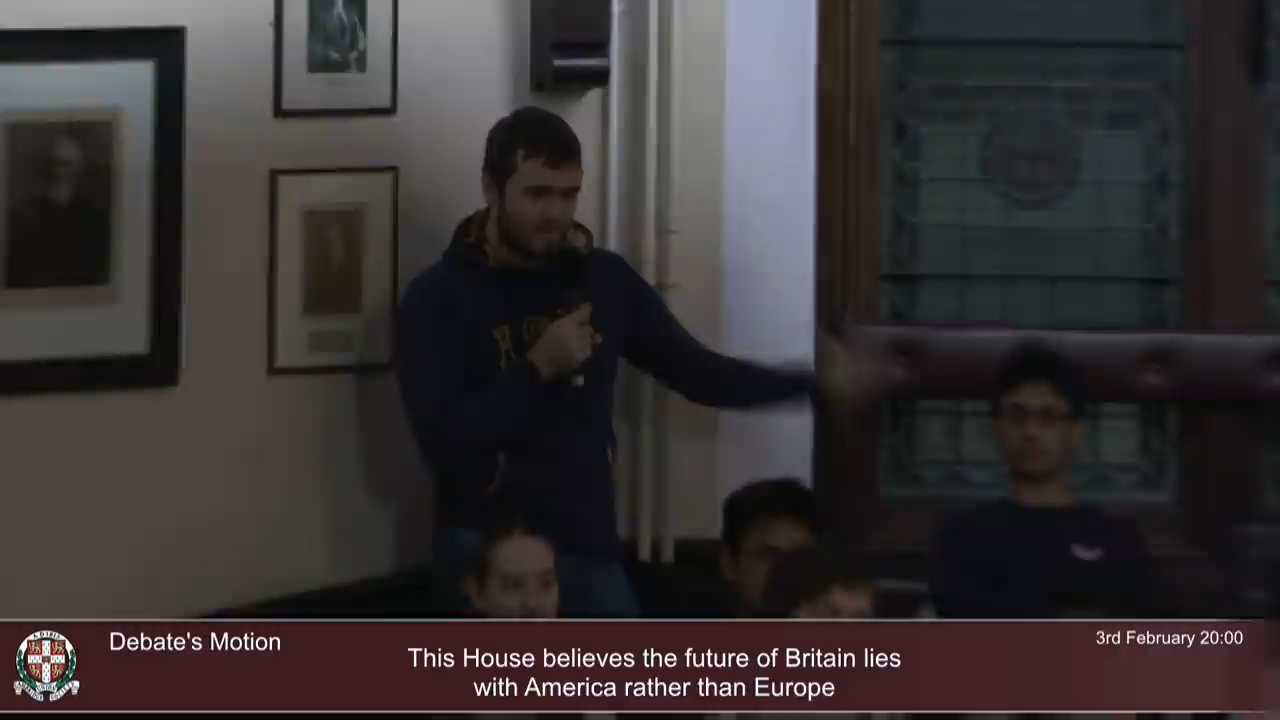 Debate's Motion
3rd February 20:00
This House believes the future of Britain lies
with America rather than Europe